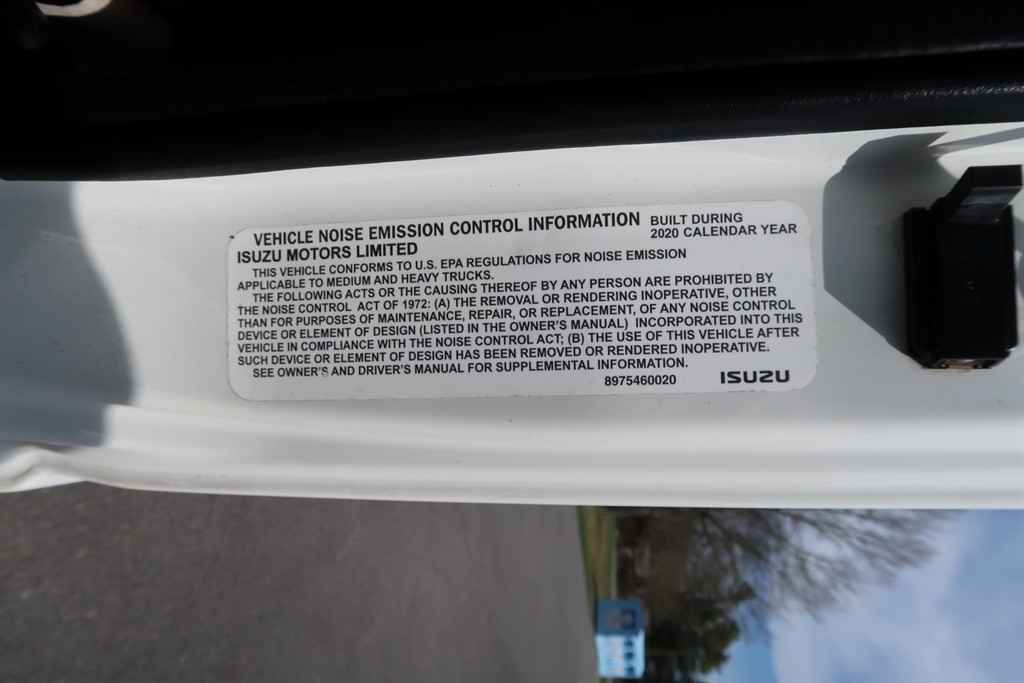 VEHICLE NOISE EMISSION CONTROL INFORMATION BUILT DURING
ISUZU MOTORS LIMITED 2020 CALENDAR YEAR
THIS VEHICLE CONFORMS TO U.S. EPA REGULATIONS FOR NOISE EMISSION
APPLICABLE TO MEDIUM AND HEAVY TRUCKS.
THE FOLLOWING ACTS OR THE CAUSING THEREOF BY ANY PERSON ARE PROHIBITED BY
THE NOISE CONTROL ACT OF 1972: (A) THE REMOVAL OR RENDERING INOPERATIVE, OTHER
THAN FOR PURPOSES OF MAINTENANCE, REPAIR, OR REPLACEMENT, OF ANY NOISE CONTROL
DEVICE OR ELEMENT OF DESIGN (LISTED IN THE OWNER'S MANUAL) INCORPORATED INTO THIS
VEHICLE IN COMPLIANCE WITH THE NOISE CONTROL ACT; (B) THE USE OF THIS VEHICLE AFTER
SUCH DEVICE OR ELEMENT OF DESIGN HAS BEEN REMOVED OR RENDERED INOPERATIVE.
SEE OWNER'S AND DRIVER'S MANUAL FOR SUPPLEMENTAL INFORMATION.
8975460020 ISUZU